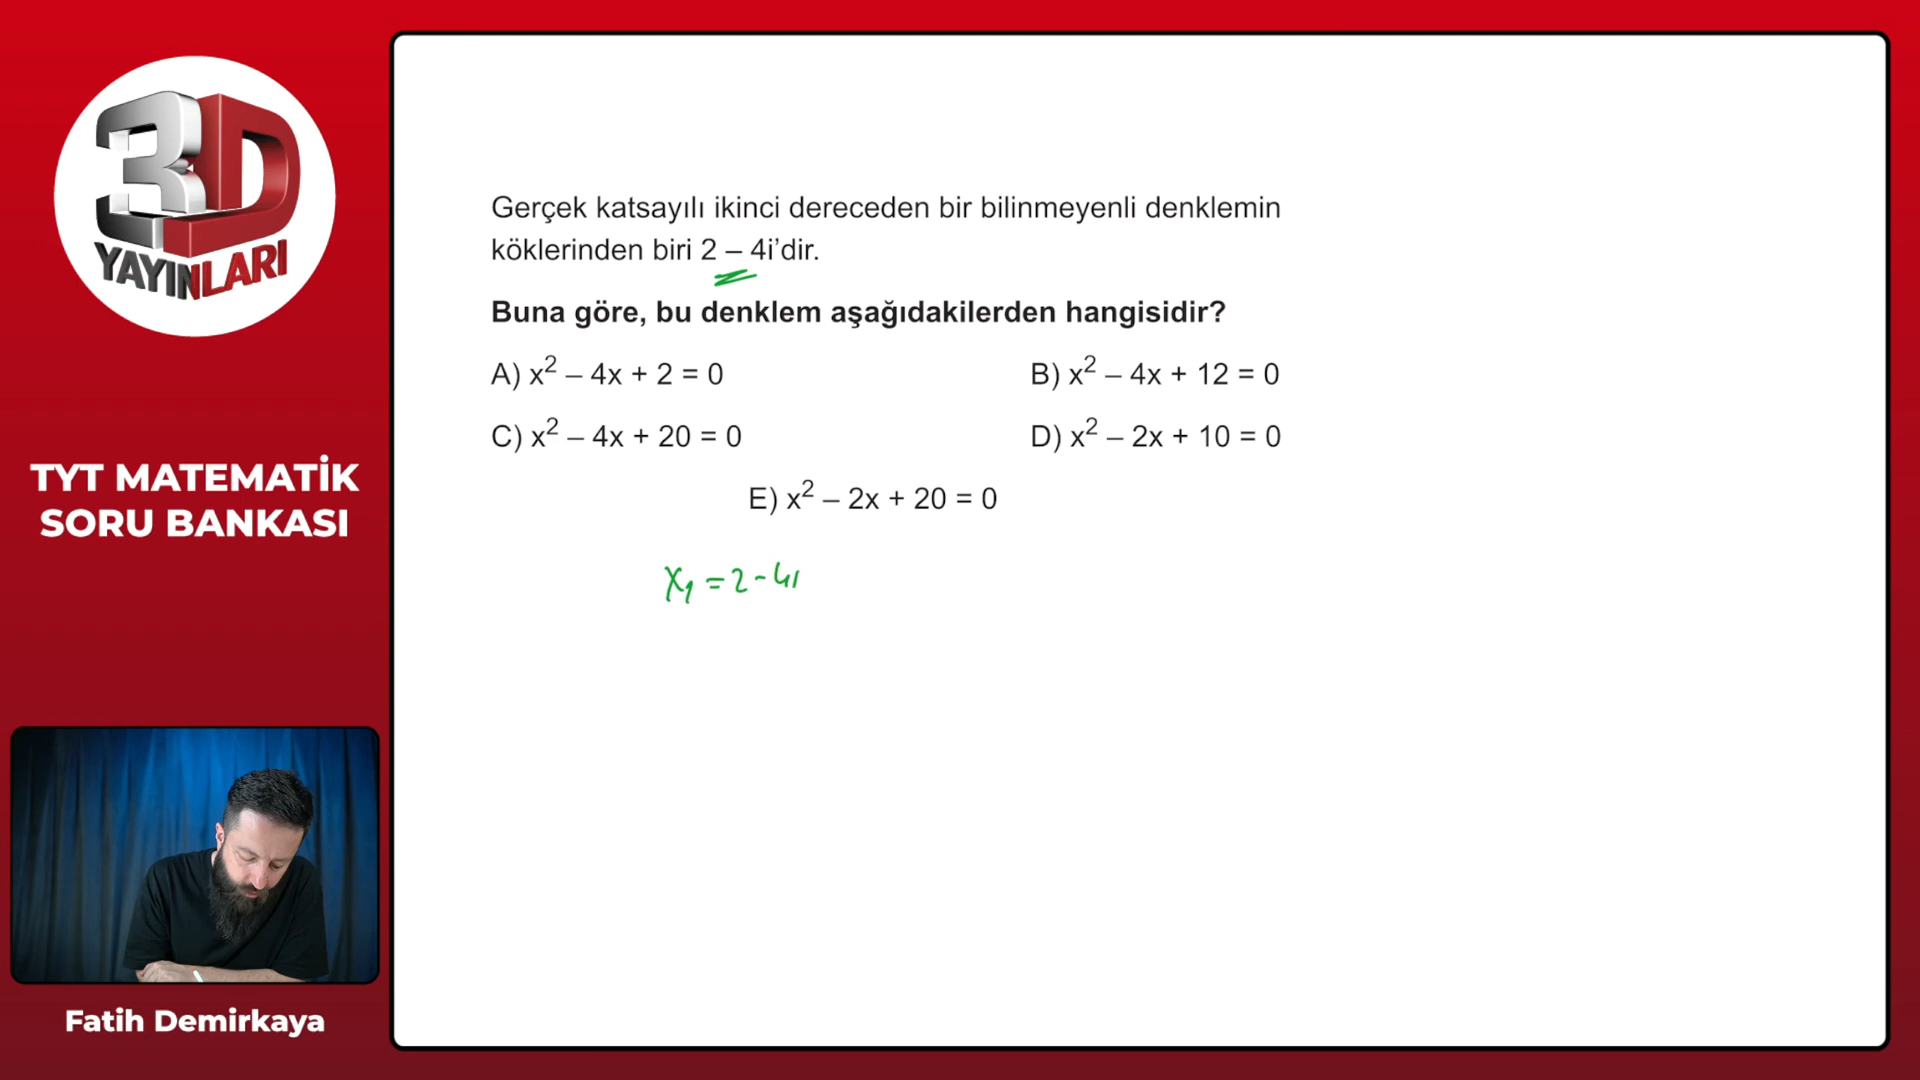 3D
YAYINLARI
TYT MATEMATİK
SORU BANKASI
Fatih Demirkaya
Gerçek katsayılı ikinci dereceden bir bilinmeyenli denklemin
köklerinden biri 2 – 4i’dir.
Buna göre, bu denklem aşağıdakilerden hangisidir?
A) x² – 4x + 2 = 0
B) x² – 4x + 12 = 0
C) x² – 4x + 20 = 0
D) x² – 2x + 10 = 0
E) x² – 2x + 20 = 0
x₁ = 2 - 4i